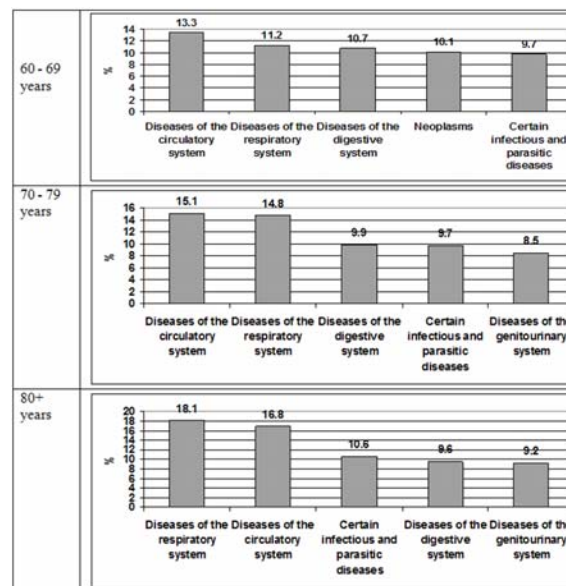 60 - 69
years
13.3
11.2
10.7
10.1
9.7
14
12
10
8
6
4
2
0
%
Diseases of the circulatory system
Diseases of the respiratory system
Diseases of the digestive system
Neoplasms
Certain infectious and parasitic diseases
70 - 79
years
15.1
14.8
9.9
9.7
8.5
16
14
12
10
8
6
4
2
0
%
Diseases of the circulatory system
Diseases of the respiratory system
Diseases of the digestive system
Certain infectious and parasitic diseases
Diseases of the genitourinary system
80+
years
18.1
16.8
10.6
9.6
9.2
20
18
16
14
12
10
8
6
4
2
0
%
Diseases of the respiratory system
Diseases of the circulatory system
Certain infectious and parasitic diseases
Diseases of the digestive system
Diseases of the genitourinary system